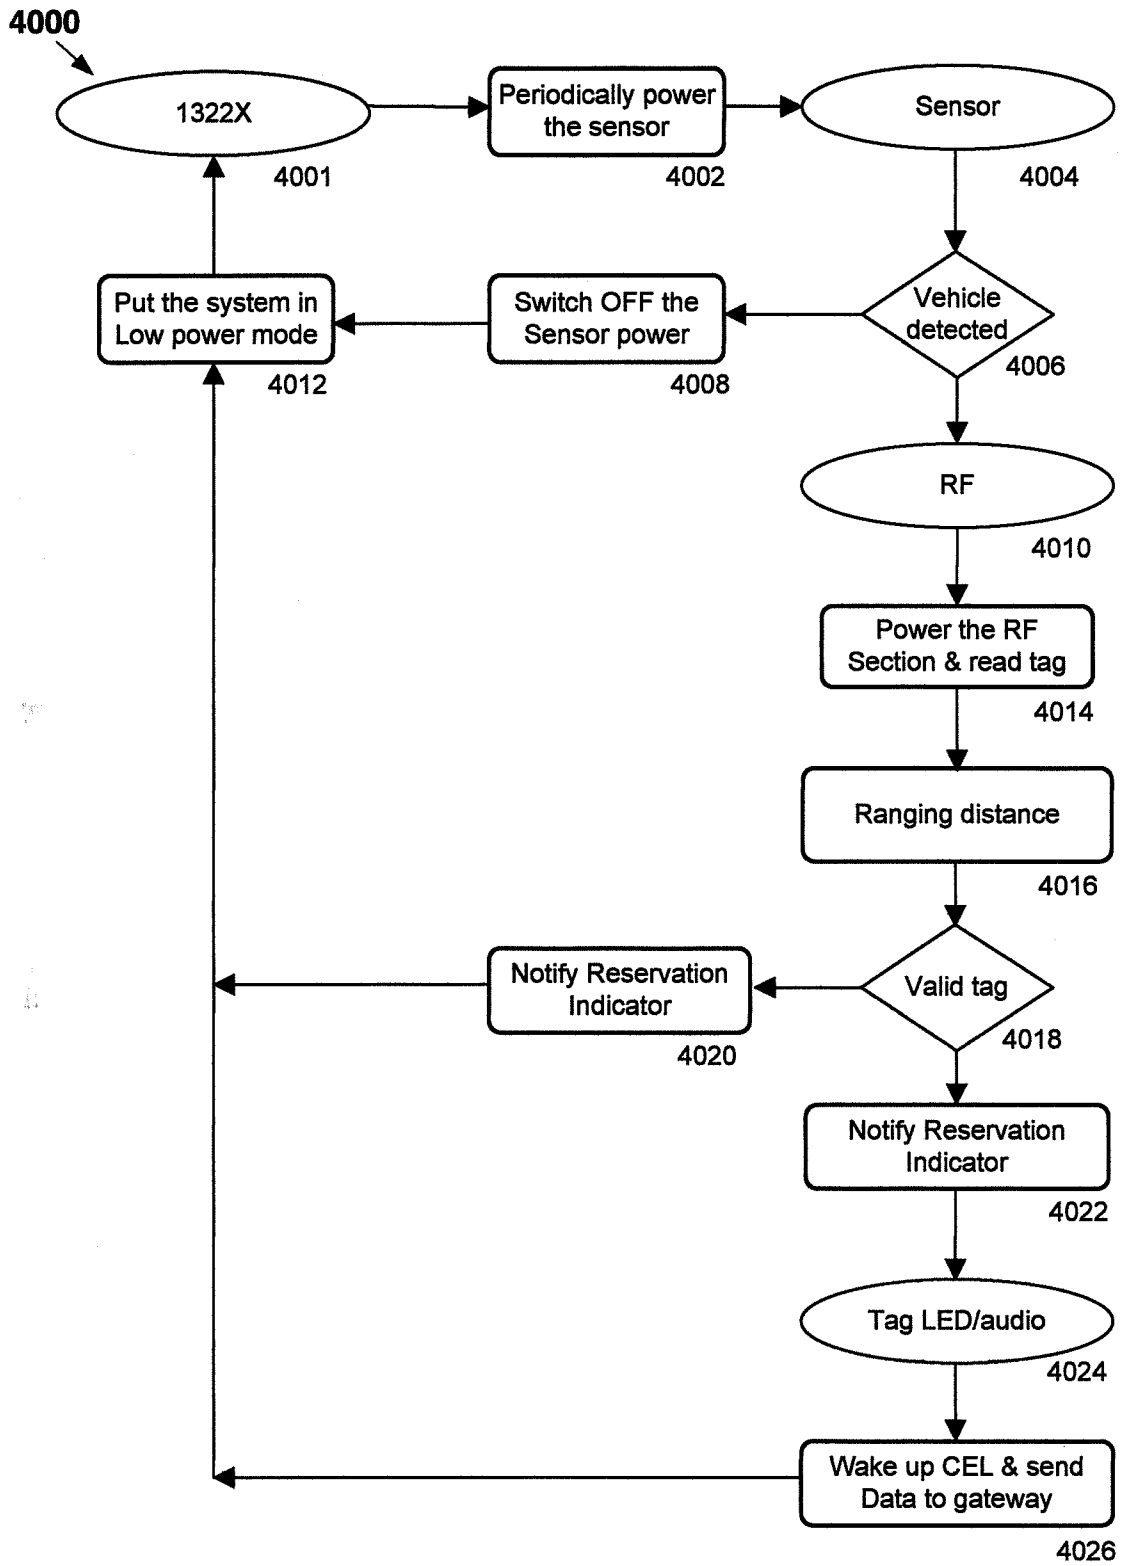 4000
1322X
4001
Periodically power
the sensor
4002
Sensor
4004
Vehicle
detected
4006
Switch OFF the
Sensor power
4008
Put the system in
Low power mode
4012
RF
4010
Power the RF
Section & read tag
4014
Ranging distance
4016
Valid tag
4018
Notify Reservation
Indicator
4020
Notify Reservation
Indicator
4022
Tag LED/audio
4024
Wake up CEL & send
Data to gateway
4026